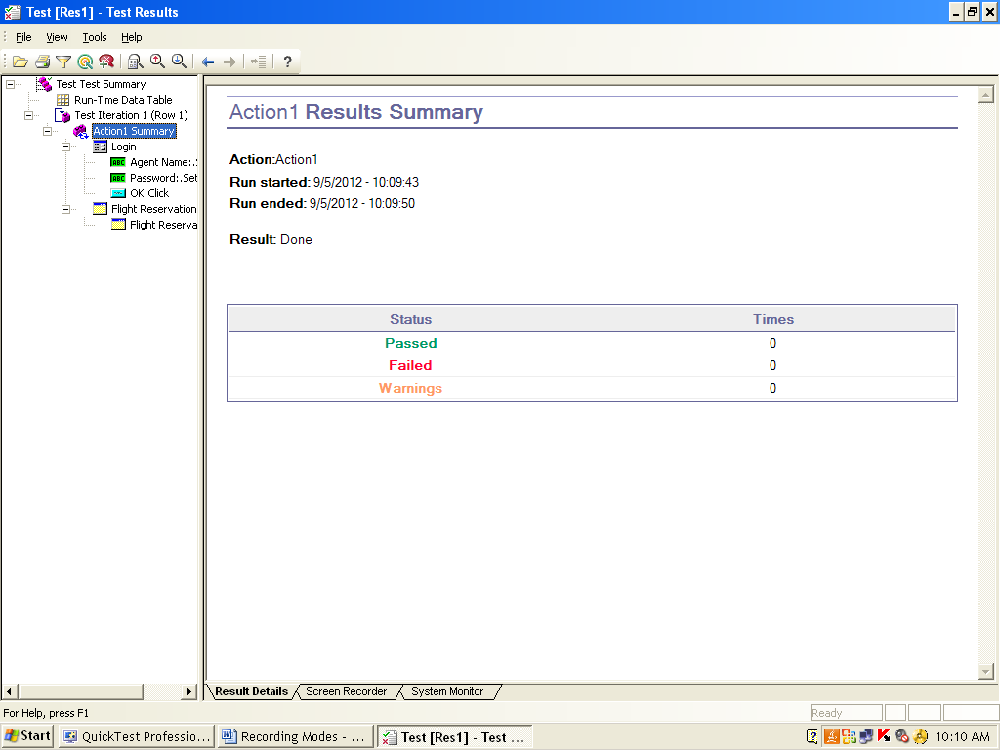 Test [Res1] - Test Results
File View Tools Help
?
Test Test Summary
Run-Time Data Table
Test Iteration 1 (Row 1)
Action1 Summary
Login
ABC Agent Name:.
ABC Password:.Set
OK.Click
Flight Reservation
Flight Reserva
Action1 Results Summary
Action:Action1
Run started: 9/5/2012 - 10:09:43
Run ended: 9/5/2012 - 10:09:50
Result: Done
Status Times
Passed 0
Failed 0
Warnings 0
Result Details Screen Recorder System Monitor
For Help, press F1 Ready
Start QuickTest Professio... Recording Modes - ... Test [Res1] - Test ... 10:10 AM